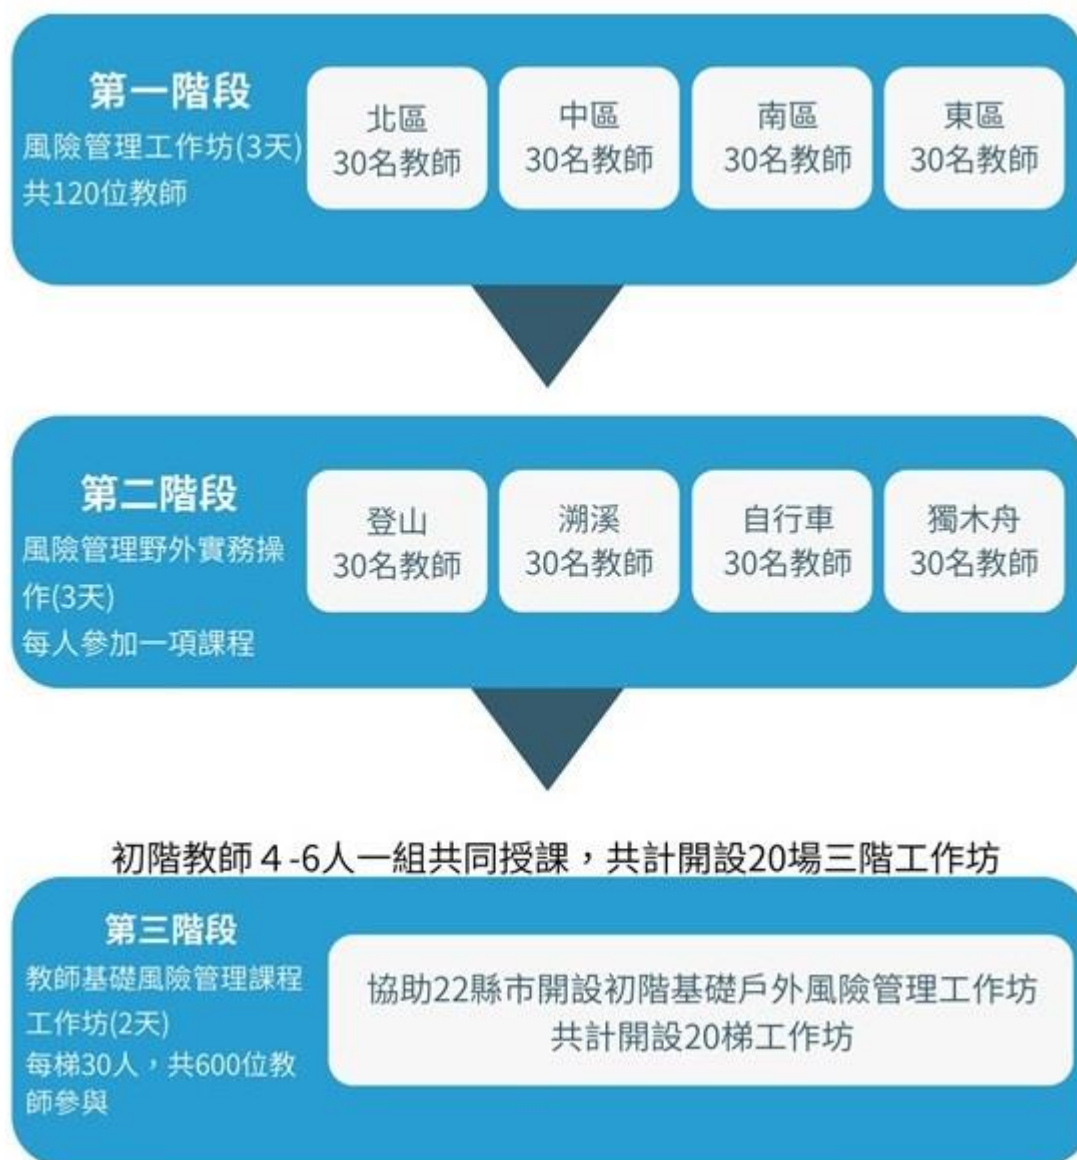 第一階段
風險管理工作坊(3天)
共120位教師
北區
30名教師
中區
30名教師
南區
30名教師
東區
30名教師
第二階段
風險管理野外實務操
作(3天)
每人參加一項課程
登山
30名教師
溯溪
30名教師
自行車
30名教師
獨木舟
30名教師
初階教師４-6人一組共同授課，共計開設20場三階工作坊
第三階段
教師基礎風險管理課程
工作坊(2天)
每梯30人，共600位教
師參與
協助22縣市開設初階基礎戶外風險管理工作坊
共計開設20梯工作坊